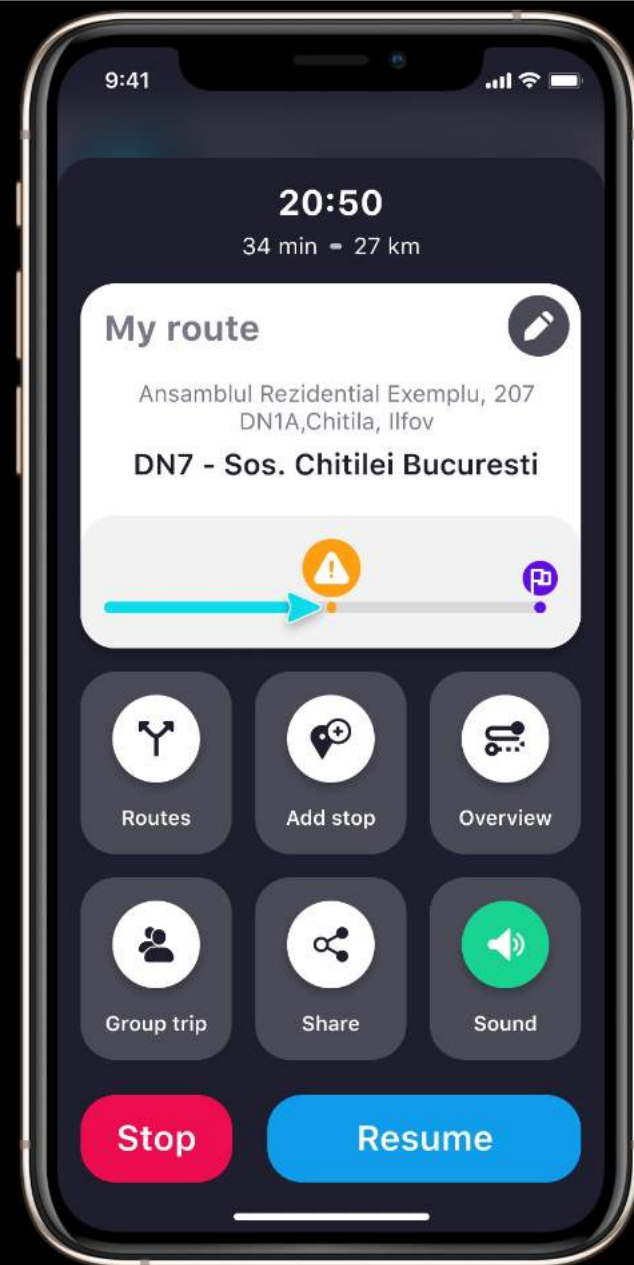 9:41
20:50
34 min - 27 km
My route
Ansamblul Rezidential Exemplu, 207
DN1A,Chitila, Ilfov
DN7 - Sos. Chitilei Bucuresti
Routes
Add stop
Overview
Group trip
Share
Sound
Stop
Resume